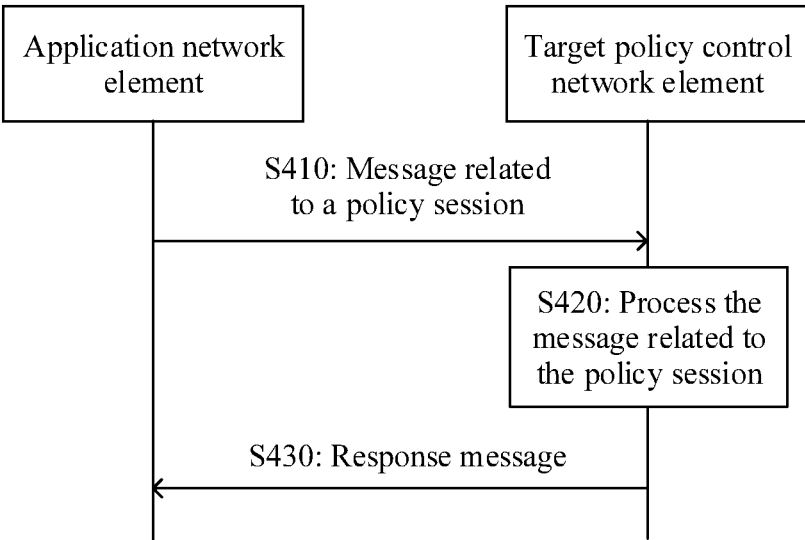 Application network
element
Target policy control
network element
S410: Message related
to a policy session
S420: Process the
message related to
the policy session
S430: Response message